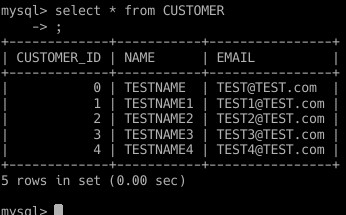 mysql> select * from CUSTOMER
    -> ;
+-------------+-----------+----------------+
| CUSTOMER_ID | NAME      | EMAIL          |
+-------------+-----------+----------------+
|           0 | TESTNAME  | TEST@TEST.com  |
|           1 | TESTNAME1 | TEST1@TEST.com |
|           2 | TESTNAME2 | TEST2@TEST.com |
|           3 | TESTNAME3 | TEST3@TEST.com |
|           4 | TESTNAME4 | TEST4@TEST.com |
+-------------+-----------+----------------+
5 rows in set (0.00 sec)
mysql>